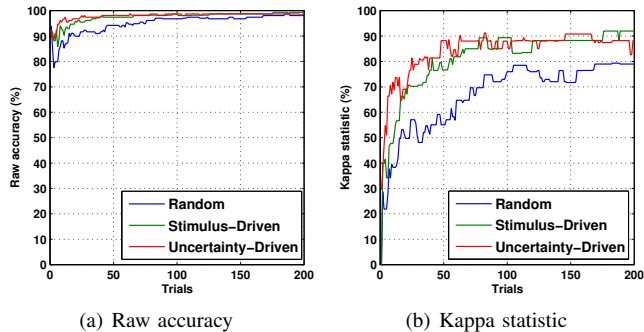 100
90
80
70
60
50
40
30
20
10
0
0 50 100 150 200
Raw accuracy (%)
Trials
Random
Stimulus−Driven
Uncertainty−Driven
(a) Raw accuracy
100
90
80
70
60
50
40
30
20
10
0
0 50 100 150 200
Kappa statistic (%)
Trials
Random
Stimulus−Driven
Uncertainty−Driven
(b) Kappa statistic